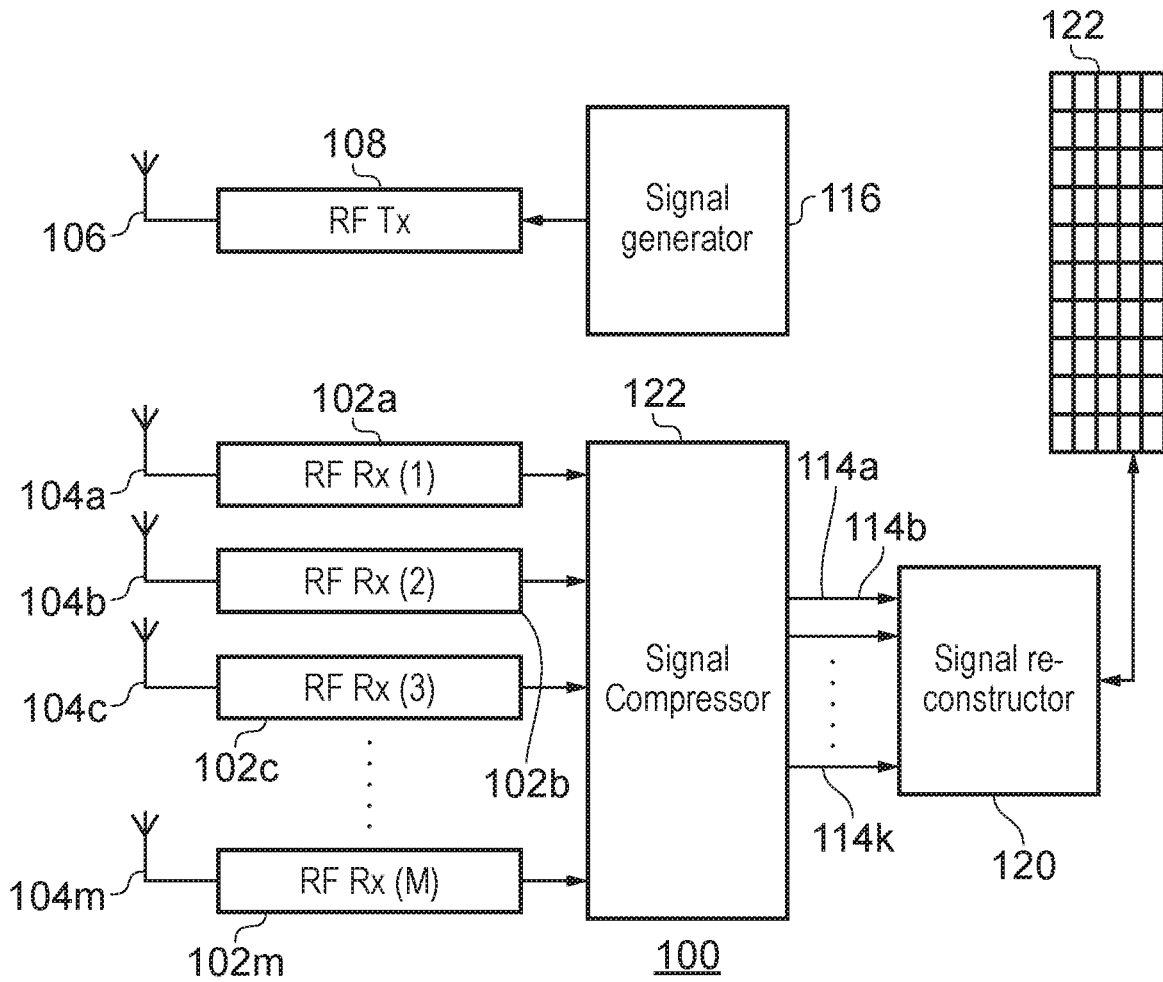 122
108
RF Tx
106
Signal
generator
116
102a
RF Rx (1)
104a
122
114a
114b
RF Rx (2)
104b
RF Rx (3)
104c
102c
102b
Signal
Compressor
Signal re-
constructor
114k
120
RF Rx (M)
104m
102m
100